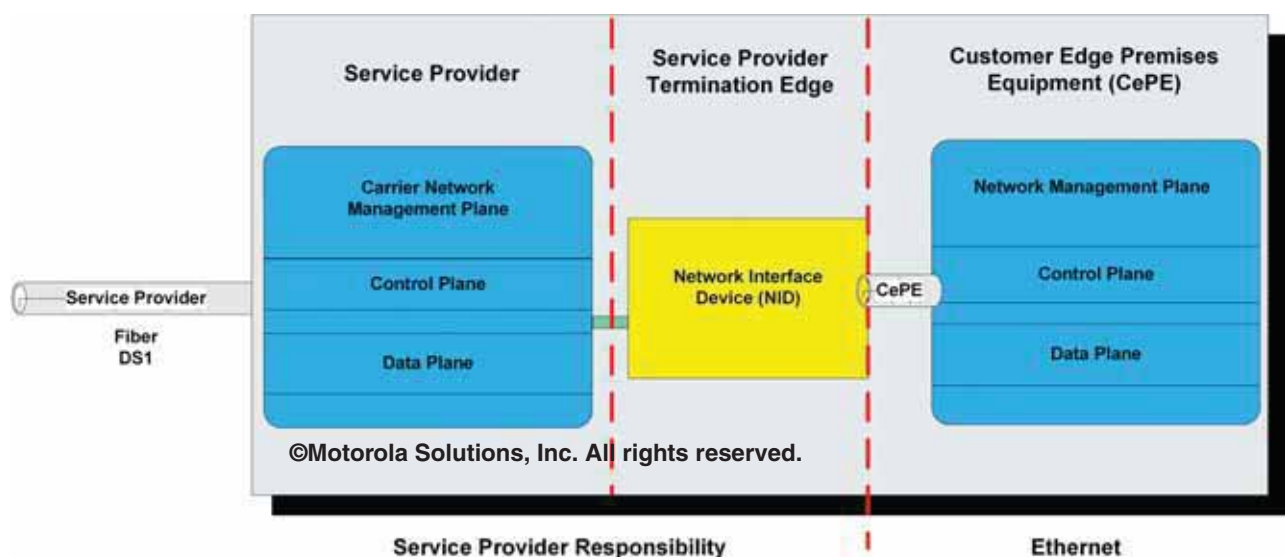 Service Provider
Service Provider
Termination Edge
Customer Edge Premises
Equipment (CePE)
Carrier Network
Management Plane
Network Management Plane
Control Plane
Network Interface
Device (NID)
CePE
Control Plane
Service Provider
Fiber
DS1
Data Plane
Data Plane
©Motorola Solutions, Inc. All rights reserved.
Service Provider Responsibility
Ethernet